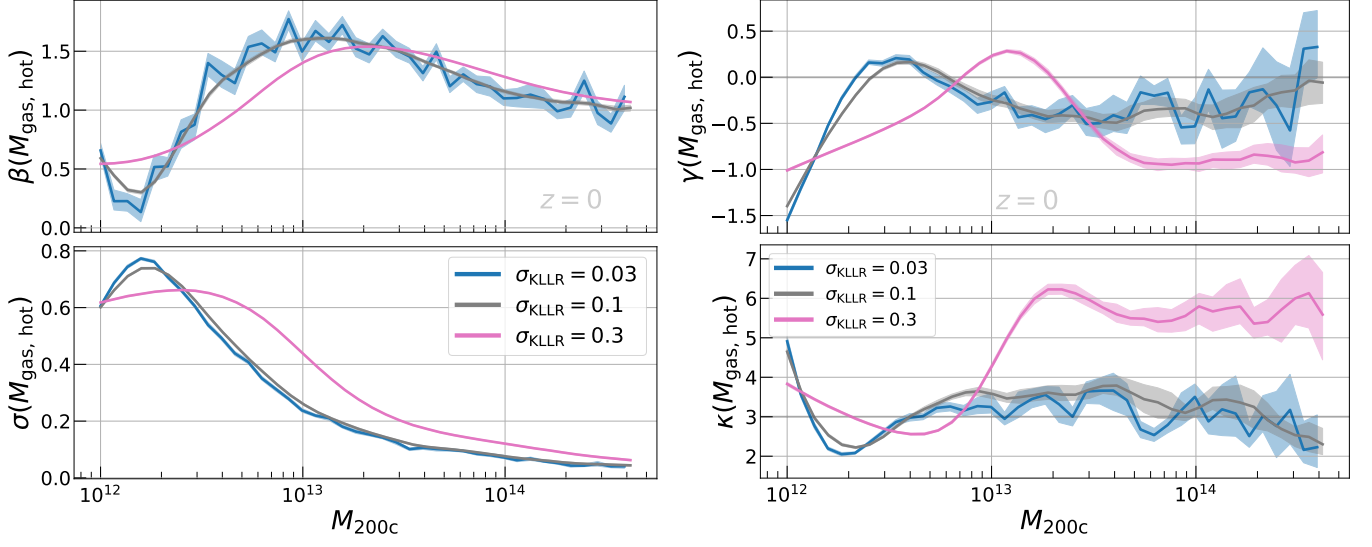 β(M_gas, hot)
1.5
1.0
0.5
0.0
z = 0
σ(M_gas, hot)
0.8
0.6
0.4
0.2
0.0
σ_KLLR = 0.03
σ_KLLR = 0.1
σ_KLLR = 0.3
10^12
10^13
10^14
M_200c
γ(M_gas, hot)
0.5
0.0
−0.5
−1.0
−1.5
z = 0
κ(M_gas, hot)
7
6
5
4
3
2
σ_KLLR = 0.03
σ_KLLR = 0.1
σ_KLLR = 0.3
10^12
10^13
10^14
M_200c